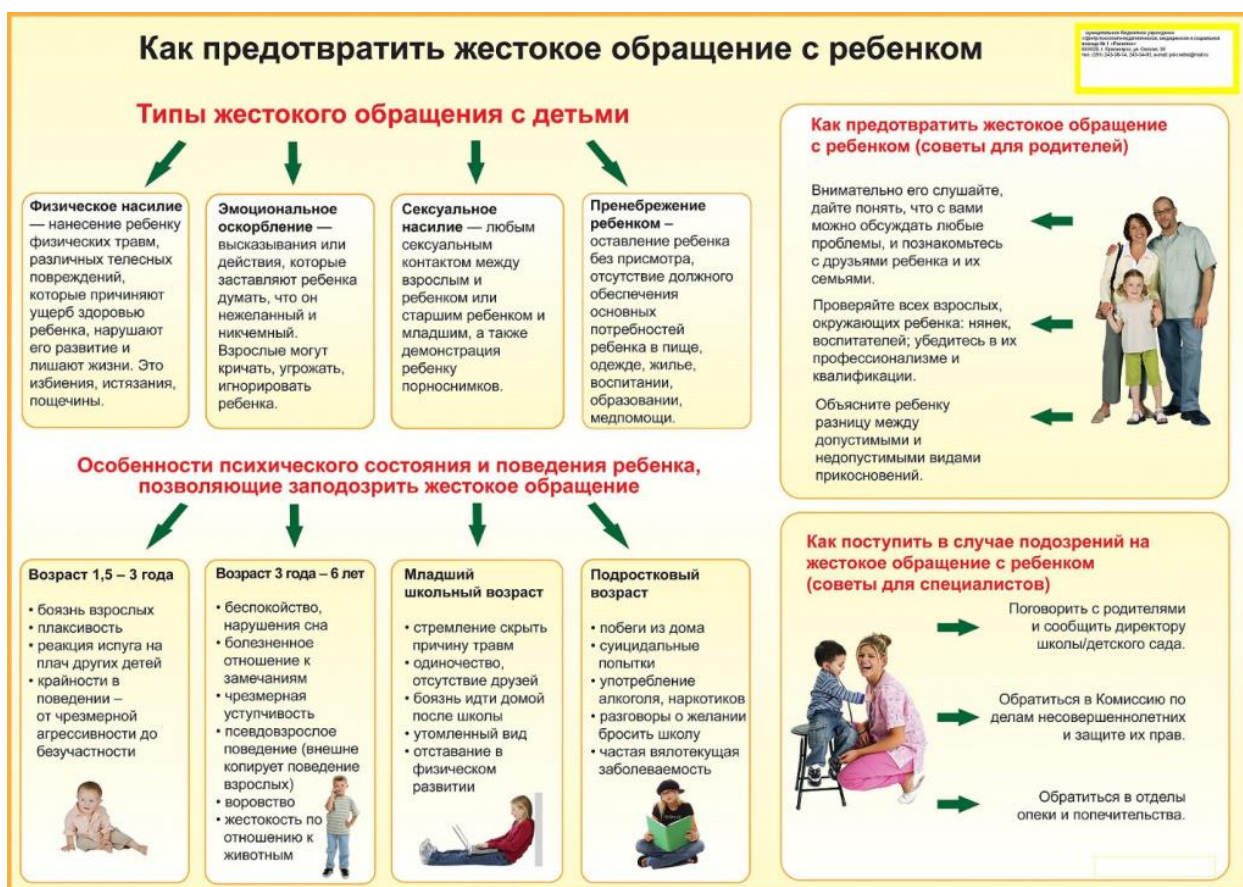 Как предотвратить жестокое обращение с ребенком
Типы жестокого обращения с детьми
Физическое насилие
— нанесение ребенку
физических травм,
различных телесных
повреждений,
которые причиняют
ущерб здоровью
ребенка, нарушают
его развитие и
лишают жизни. Это
избиения, истязания,
пощечины.
Эмоциональное
оскорбление —
высказывания или
действия, которые
заставляют ребенка
думать, что он
нежеланный и
никчемный.
Взрослые могут
кричать, угрожать,
игнорировать
ребенка.
Сексуальное
насилие — любым
сексуальным
контактом между
взрослым и
ребенком или
старшим ребенком и
младшим, а также
демонстрация
ребенку
порноснимков.
Пренебрежение
ребенком –
оставление ребенка
без присмотра,
отсутствие должного
обеспечения
основных
потребностей
ребенка в пище,
одежде, жилье,
воспитании,
образовании,
медпомощи.
Особенности психического состояния и поведения ребенка,
позволяющие заподозрить жестокое обращение
Возраст 1,5 – 3 года
• боязнь взрослых
• плаксивость
• реакция испуга на
плач других детей
• крайности в
поведении –
от чрезмерной
агрессивности до
безучастности
Возраст 3 года – 6 лет
• беспокойство,
нарушения сна
• болезненное
отношение к
замечаниям
• чрезмерная
уступчивость
• псевдовзрослое
поведение (внешне
копирует поведение
взрослых)
• воровство
• жестокость по
отношению к
животным
Младший
школьный возраст
• стремление скрыть
причину травм
• одиночество,
отсутствие друзей
• боязнь идти домой
после школы
• утомленный вид
• отставание в
физическом
развитии
Подростковый
возраст
• побеги из дома
• суицидальные
попытки
• употребление
алкоголя, наркотиков
• разговоры о желании
бросить школу
• частая вялотекущая
заболеваемость
Как предотвратить жестокое обращение
с ребенком (советы для родителей)
Внимательно его слушайте,
дайте понять, что с вами
можно обсуждать любые
проблемы, и познакомьтесь
с друзьями ребенка и их
семьями.
Проверяйте всех взрослых,
окружающих ребенка: нянек,
воспитателей; убедитесь в их
профессионализме и
квалификации.
Объясните ребенку
разницу между
допустимыми и
недопустимыми видами
прикосновений.
Как поступить в случае подозрений на
жестокое обращение с ребенком
(советы для специалистов)
Поговорить с родителями
и сообщить директору
школы/детского сада.
Обратиться в Комиссию по
делам несовершеннолетних
и защите их прав.
Обратиться в отделы
опеки и попечительства.